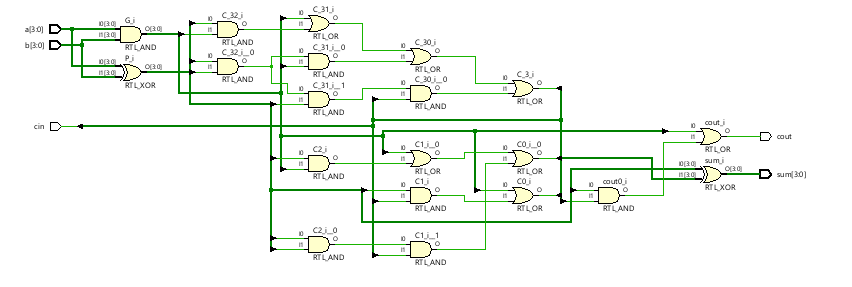 a[3:0]
b[3:0]
cin
I0[3:0]
I1[3:0]
G_i
O[3:0]
RTL_AND
I0[3:0]
I1[3:0]
P_i
O[3:0]
RTL_XOR
C_32_i
I0
I1
O
RTL_AND
C_32_i__0
I0
I1
O
RTL_AND
C_31_i
I0
I1
O
RTL_OR
C_31_i__0
I0
I1
O
RTL_AND
C_31_i__1
I0
I1
O
RTL_AND
C2_i
I0
I1
O
RTL_AND
C2_i__0
I0
I1
O
RTL_AND
C_30_i
I0
I1
O
RTL_OR
C_30_i__0
I0
I1
O
RTL_AND
C1_i__0
I0
I1
O
RTL_OR
C1_i
I0
I1
O
RTL_AND
C1_i__1
I0
I1
O
RTL_AND
C_3_i
I0
I1
O
RTL_OR
C0_i__0
I0
I1
O
RTL_OR
C0_i
I0
I1
O
RTL_OR
cout0_i
I0
I1
O
RTL_AND
cout_i
I0
I1
O
RTL_OR
sum_i
I0[3:0]
I1[3:0]
O[3:0]
RTL_XOR
cout
sum[3:0]